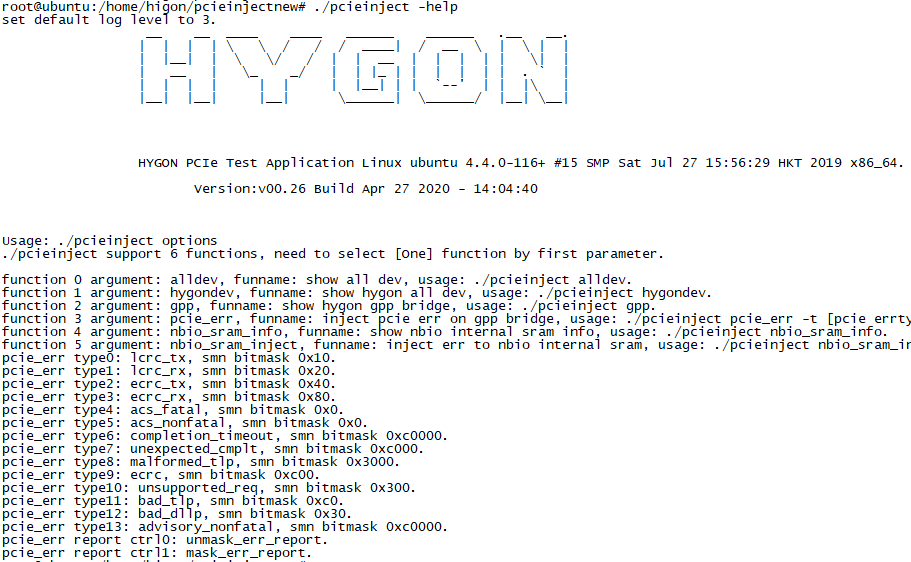 root@ubuntu:/home/higon/pcieinjectnew# ./pcieinject -help
set default log level to 3.
HYGON
HYGON PCIe Test Application Linux ubuntu 4.4.0-116+ #15 SMP Sat Jul 27 15:56:29 HKT 2019 x86_64.
Version:v00.26 Build Apr 27 2020 - 14:04:40
Usage: ./pcieinject options
./pcieinject support 6 functions, need to select [One] function by first parameter.
function 0 argument: alldev, funname: show all dev, usage: ./pcieinject alldev.
function 1 argument: hygondev, funname: show hygon all dev, usage: ./pcieinject hygondev.
function 2 argument: gpp, funname: show hygon gpp bridge, usage: ./pcieinject gpp.
function 3 argument: pcie_err, funname: inject pcie err on gpp bridge, usage: ./pcieinject pcie_err -t [pcie errty
function 4 argument: nbio_sram_info, funname: show nbio internal sram info, usage: ./pcieinject nbio_sram_info.
function 5 argument: nbio_sram_inject, funname: inject err to nbio internal sram, usage: ./pcieinject nbio_sram_in
pcie_err type0: lcrc_tx, smn bitmask 0x10.
pcie_err type1: lcrc_rx, smn bitmask 0x20.
pcie_err type2: ecrc_tx, smn bitmask 0x40.
pcie_err type3: ecrc_rx, smn bitmask 0x80.
pcie_err type4: acs_fatal, smn bitmask 0x0.
pcie_err type5: acs_nonfatal, smn bitmask 0x0.
pcie_err type6: completion_timeout, smn bitmask 0xc0000.
pcie_err type7: unexpected_cmplt, smn bitmask 0xc000.
pcie_err type8: malformed_tlp, smn bitmask 0x3000.
pcie_err type9: ecrc, smn bitmask 0xc00.
pcie_err type10: unsupported_req, smn bitmask 0x300.
pcie_err type11: bad_tlp, smn bitmask 0xc0.
pcie_err type12: bad_dllp, smn bitmask 0x30.
pcie_err type13: advisory_nonfatal, smn bitmask 0xc0000.
pcie_err report ctrl0: unmask_err_report.
pcie_err report ctrl1: mask_err_report.